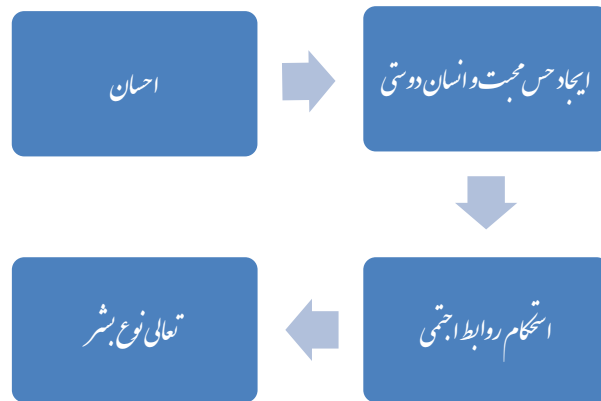 احسان
ایجاد حس محبت و انسان دوستی
استحکام روابط اجتمی
تعالی نوع بشر